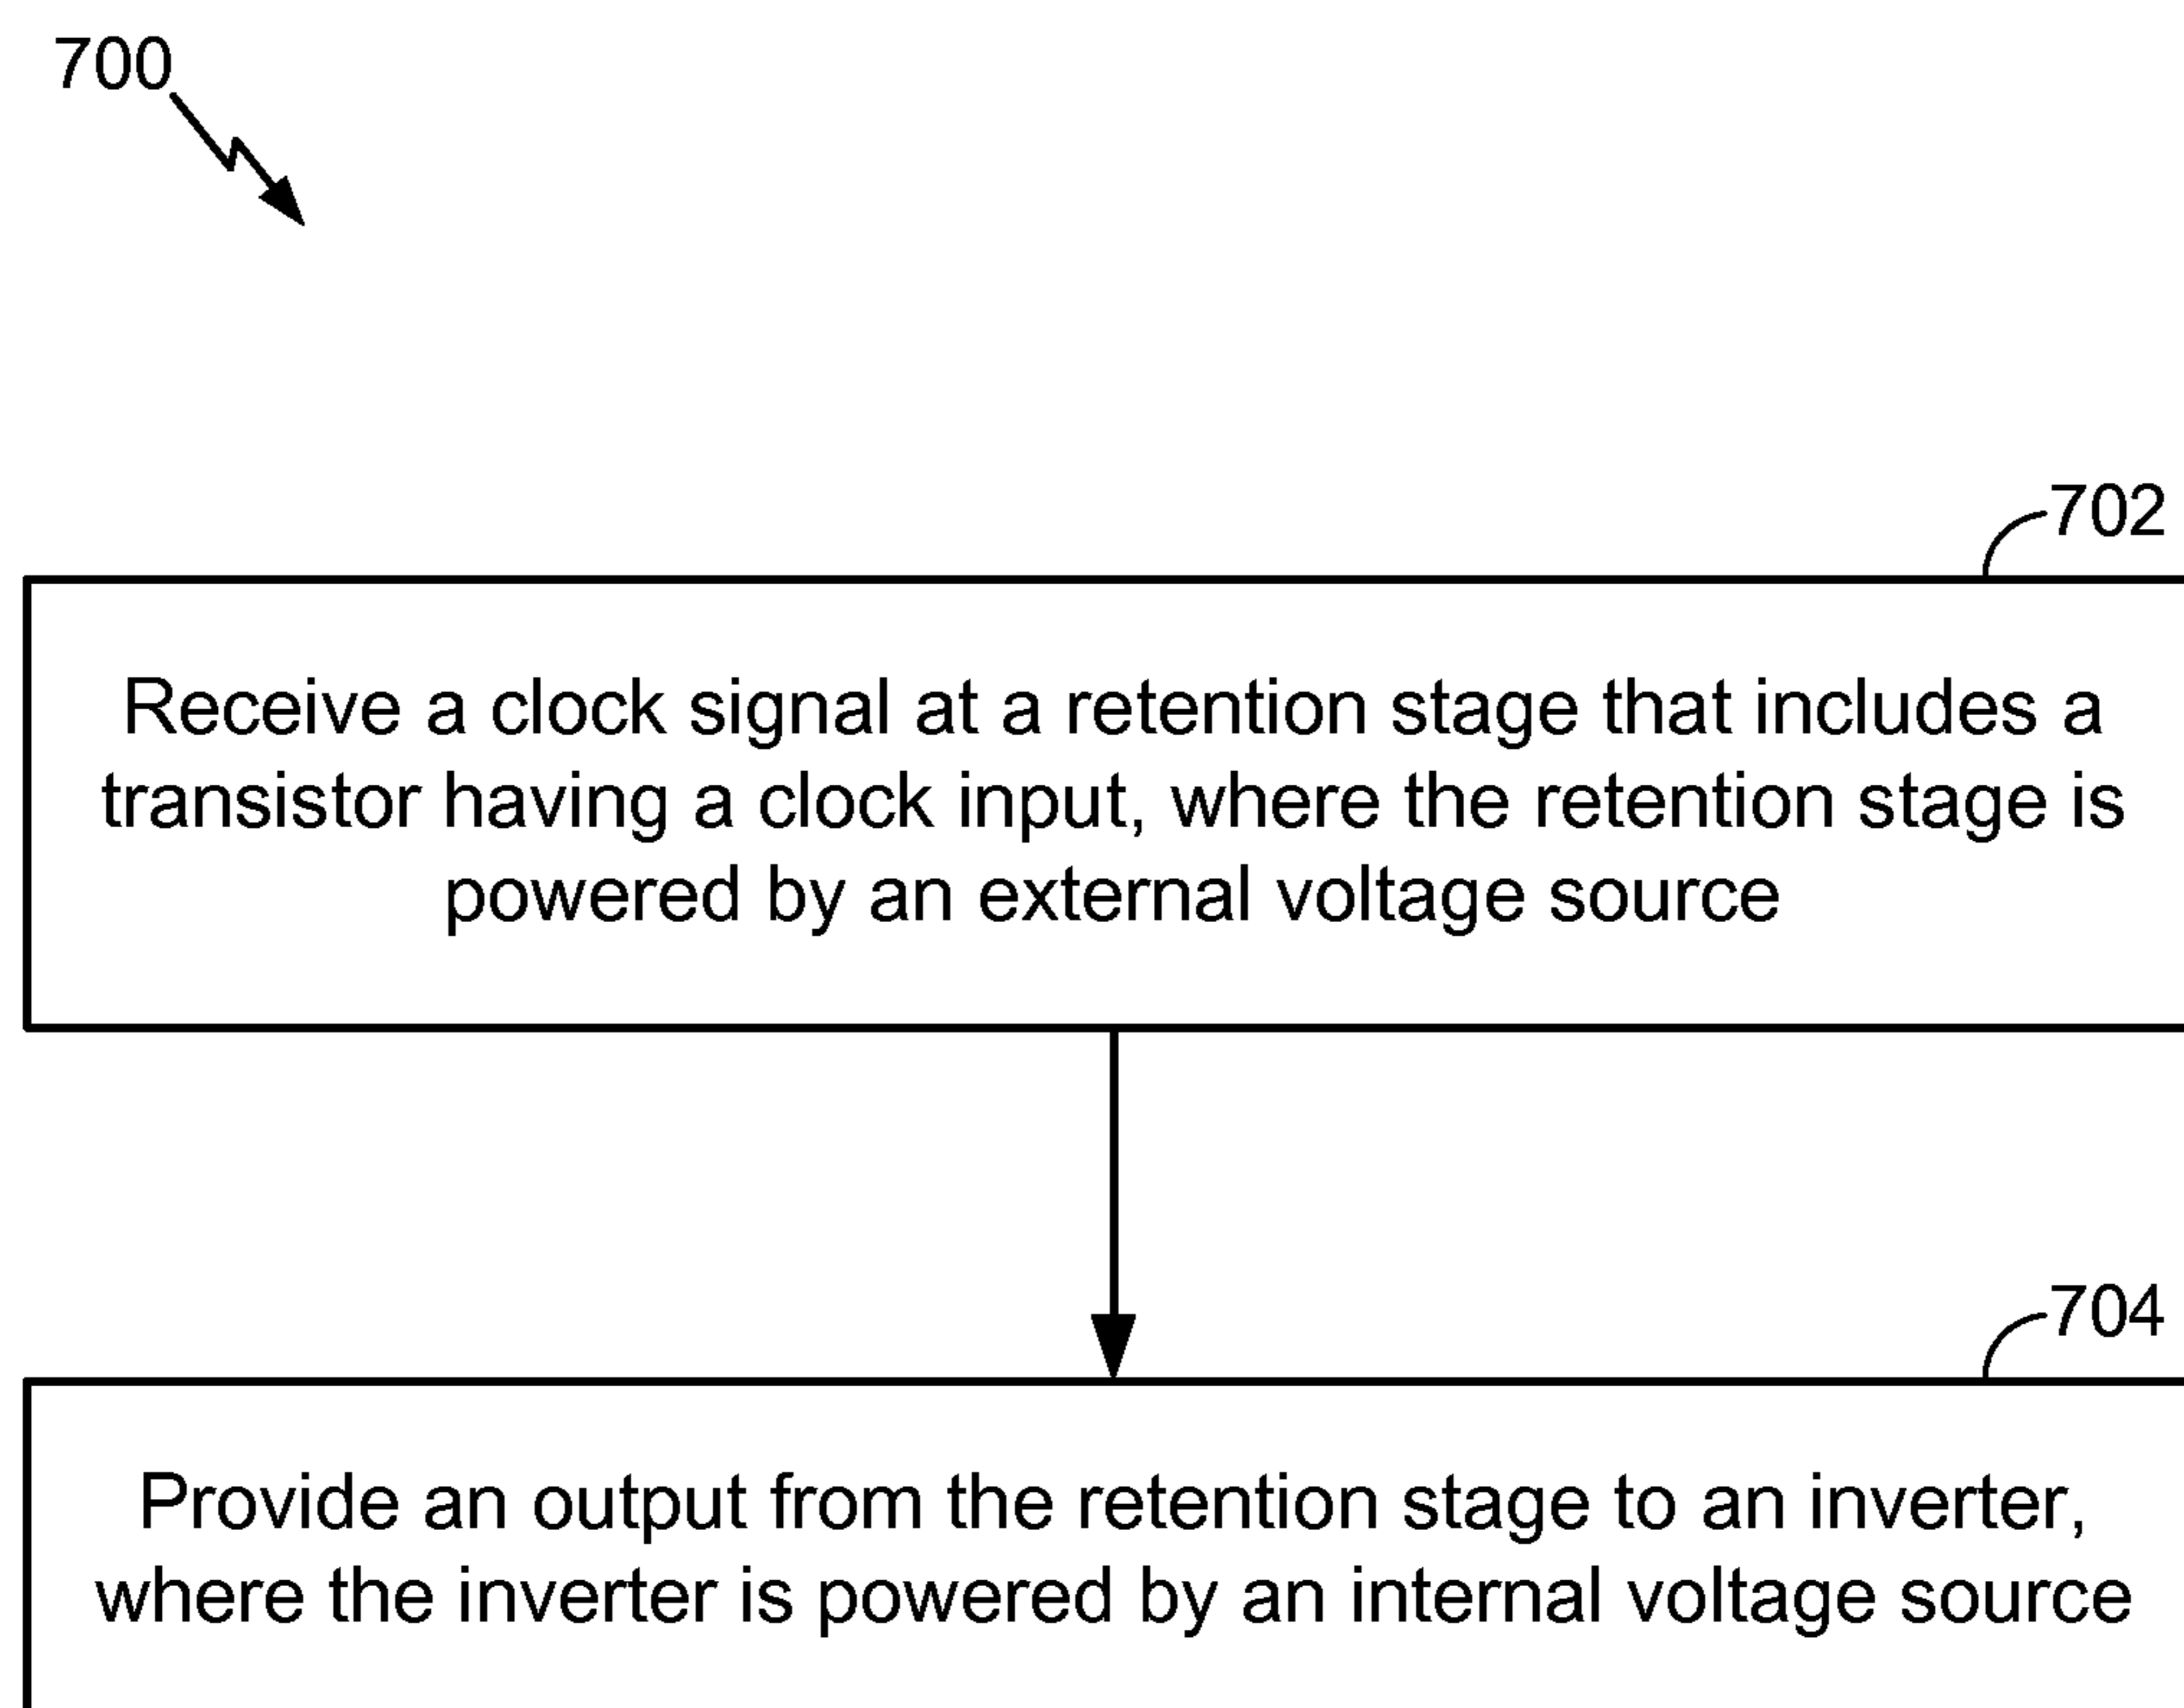 700
702
Receive a clock signal at a retention stage that includes a
transistor having a clock input, where the retention stage is
powered by an external voltage source
704
Provide an output from the retention stage to an inverter,
where the inverter is powered by an internal voltage source